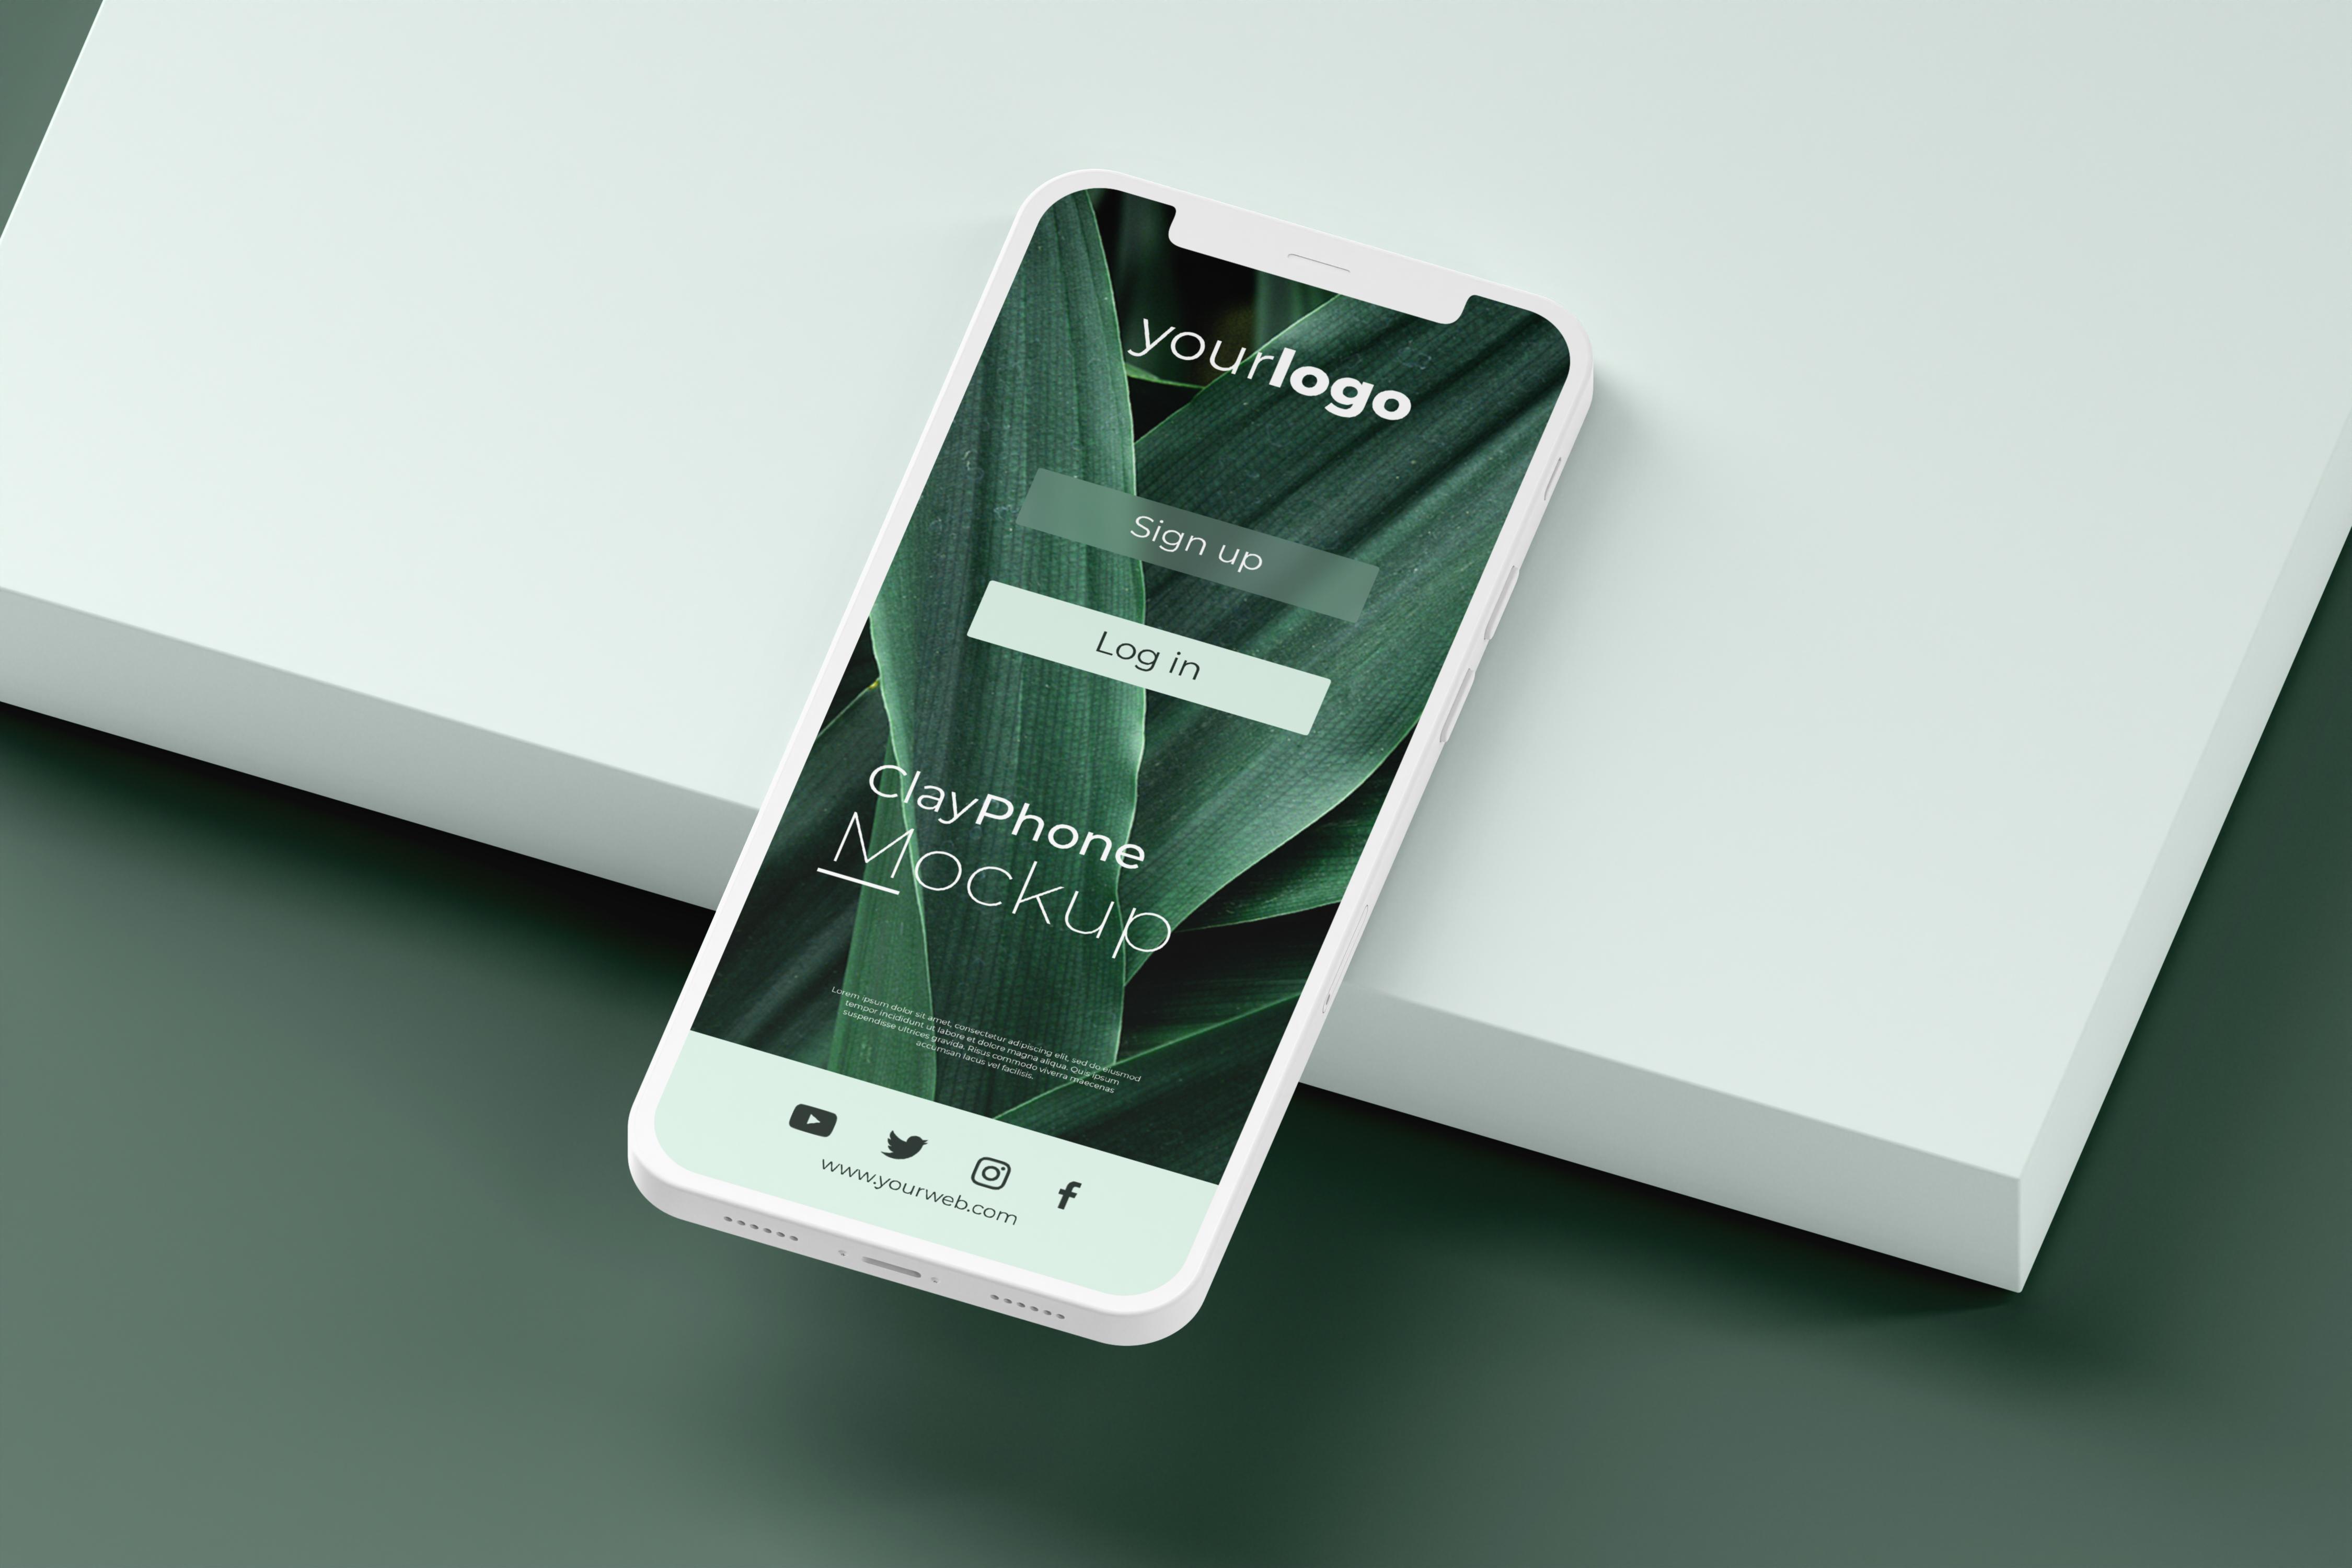 yourlogo
Sign up
Log in
ClayPhone
Mockup
Lorem ipsum dolor sit amet, consectetur adipiscing elit, sed do eiusmod
tempor incididunt ut labore et dolore magna aliqua. Quis ipsum
suspendisse ultrices gravida. Risus commodo viverra maecenas
accumsan lacus vel facilisis.
www.yourweb.com